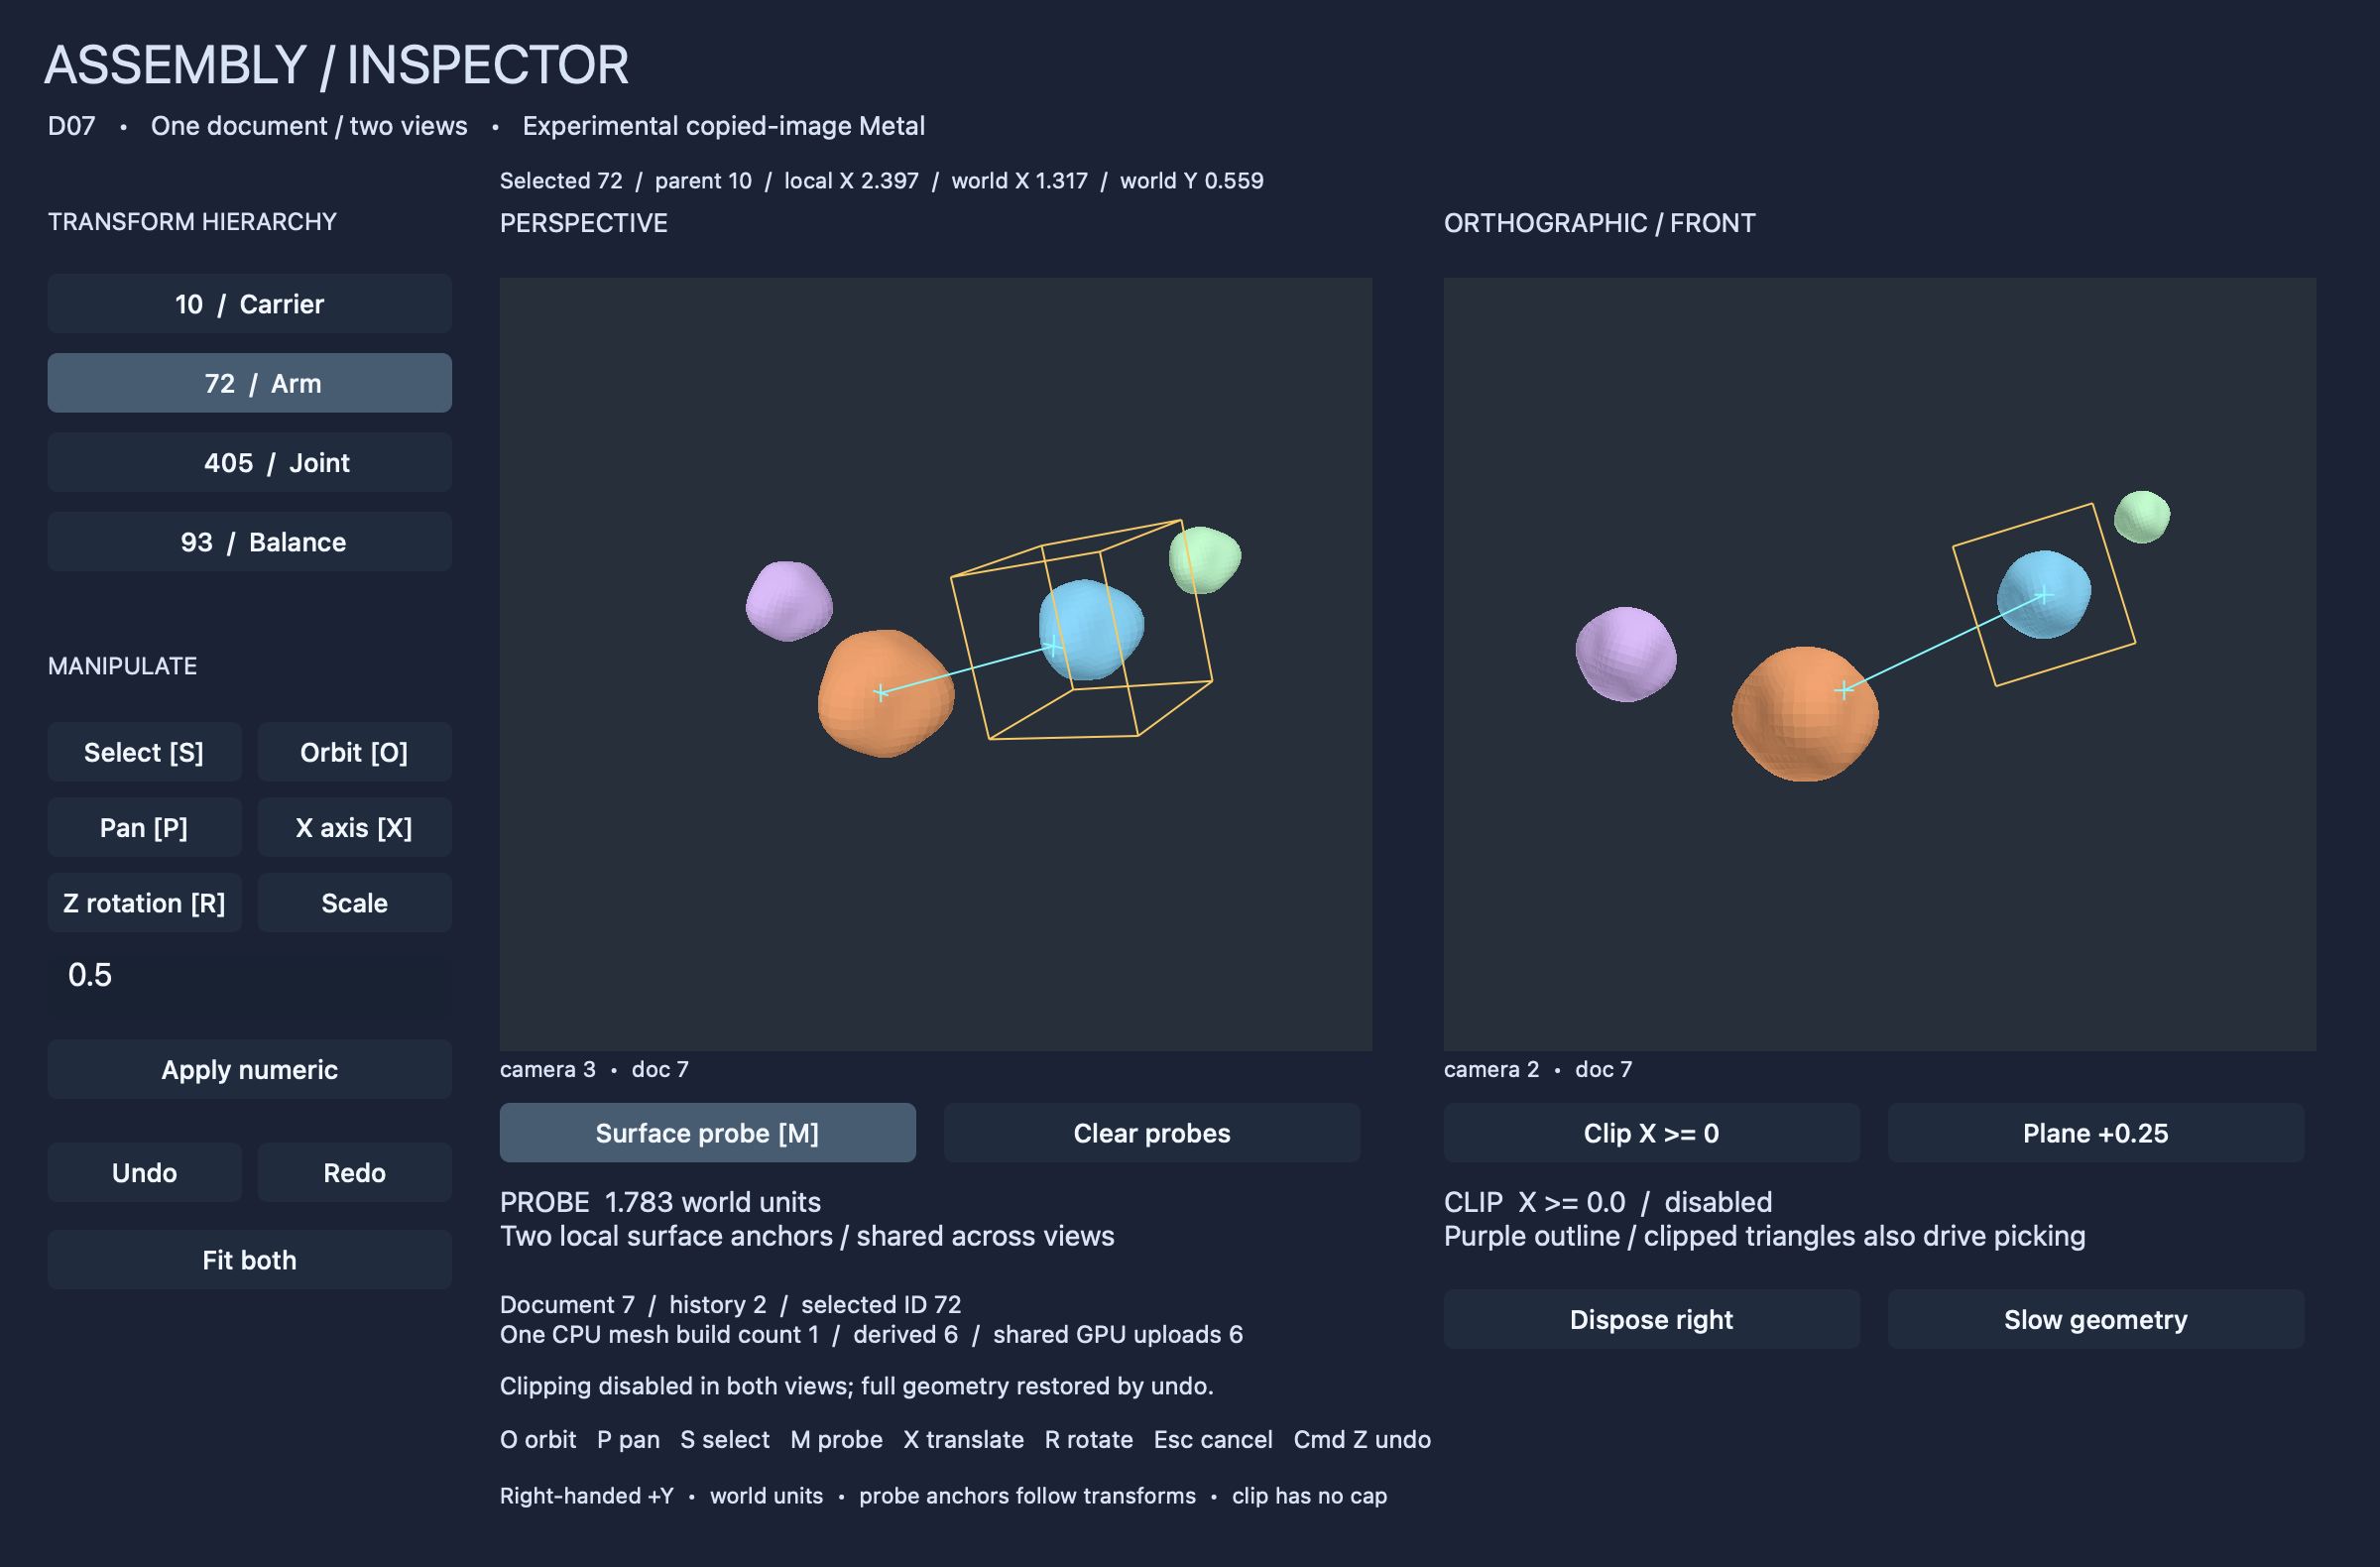 ASSEMBLY / INSPECTOR
D07 • One document / two views • Experimental copied-image Metal
Selected 72 / parent 10 / local X 2.397 / world X 1.317 / world Y 0.559
TRANSFORM HIERARCHY
10 / Carrier
72 / Arm
405 / Joint
93 / Balance
MANIPULATE
Select [S]
Orbit [O]
Pan [P]
X axis [X]
Z rotation [R]
Scale
0.5
Apply numeric
Undo
Redo
Fit both
PERSPECTIVE
camera 3 • doc 7
Surface probe [M]
Clear probes
PROBE 1.783 world units
Two local surface anchors / shared across views
Document 7 / history 2 / selected ID 72
One CPU mesh build count 1 / derived 6 / shared GPU uploads 6
Clipping disabled in both views; full geometry restored by undo.
O orbit P pan S select M probe X translate R rotate Esc cancel Cmd Z undo
Right-handed +Y • world units • probe anchors follow transforms • clip has no cap
ORTHOGRAPHIC / FRONT
camera 2 • doc 7
Clip X >= 0
Plane +0.25
CLIP X >= 0.0 / disabled
Purple outline / clipped triangles also drive picking
Dispose right
Slow geometry